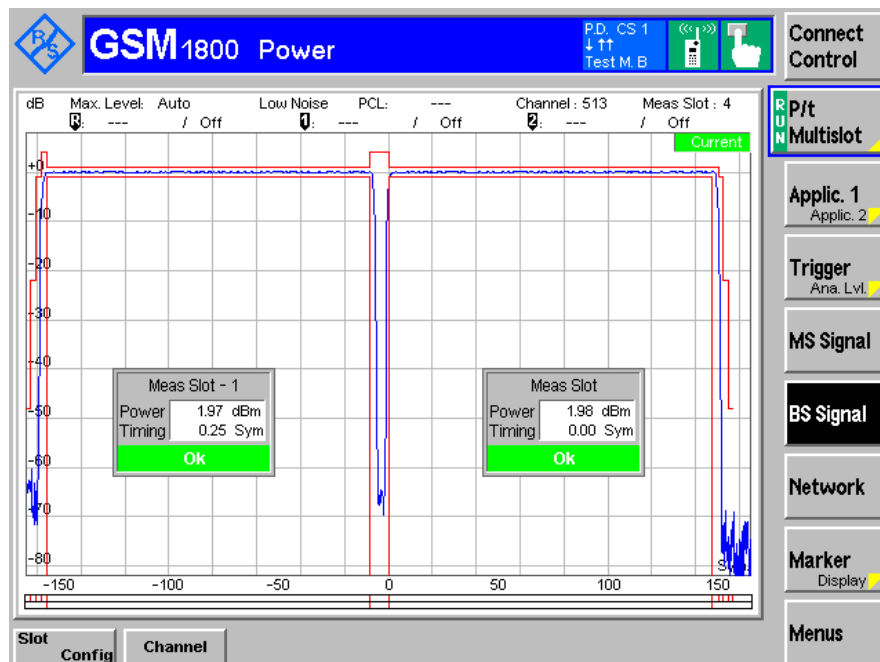 R/S
GSM 1800 Power
P.D. CS 1
Test M. B
Connect Control
dB Max. Level: Auto Low Noise PCL: --- Channel : 513 Meas Slot : 4
R: --- / Off 1: --- / Off 2: --- / Off
Current
RUN P/t Multislot
Applic. 1
Applic. 2
Trigger
Ana. Lvl.
MS Signal
BS Signal
Network
Marker
Display
Menus
+0
-10
-20
-30
-40
-50
-60
-70
-80
Meas Slot - 1
Power 1.97 dBm
Timing 0.25 Sym
Ok
Meas Slot
Power 1.98 dBm
Timing 0.00 Sym
Ok
-150 -100 -50 0 50 100 150
Slot Config
Channel